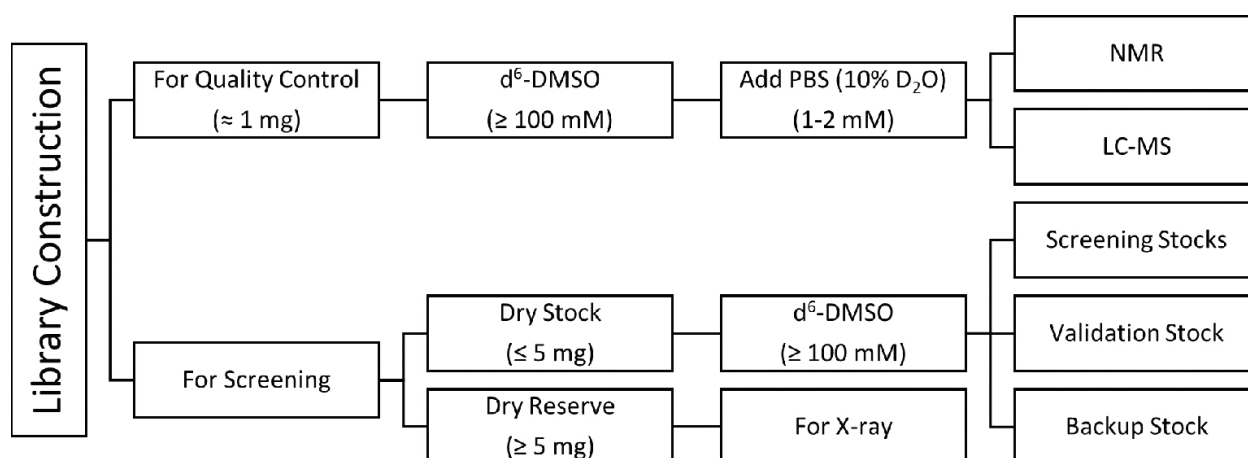 Library Construction
For Quality Control
(≈ 1 mg)
d⁶-DMSO
(≥ 100 mM)
Add PBS (10% D₂O)
(1-2 mM)
NMR
LC-MS
For Screening
Dry Stock
(≤ 5 mg)
d⁶-DMSO
(≥ 100 mM)
Screening Stocks
Validation Stock
Backup Stock
Dry Reserve
(≥ 5 mg)
For X-ray